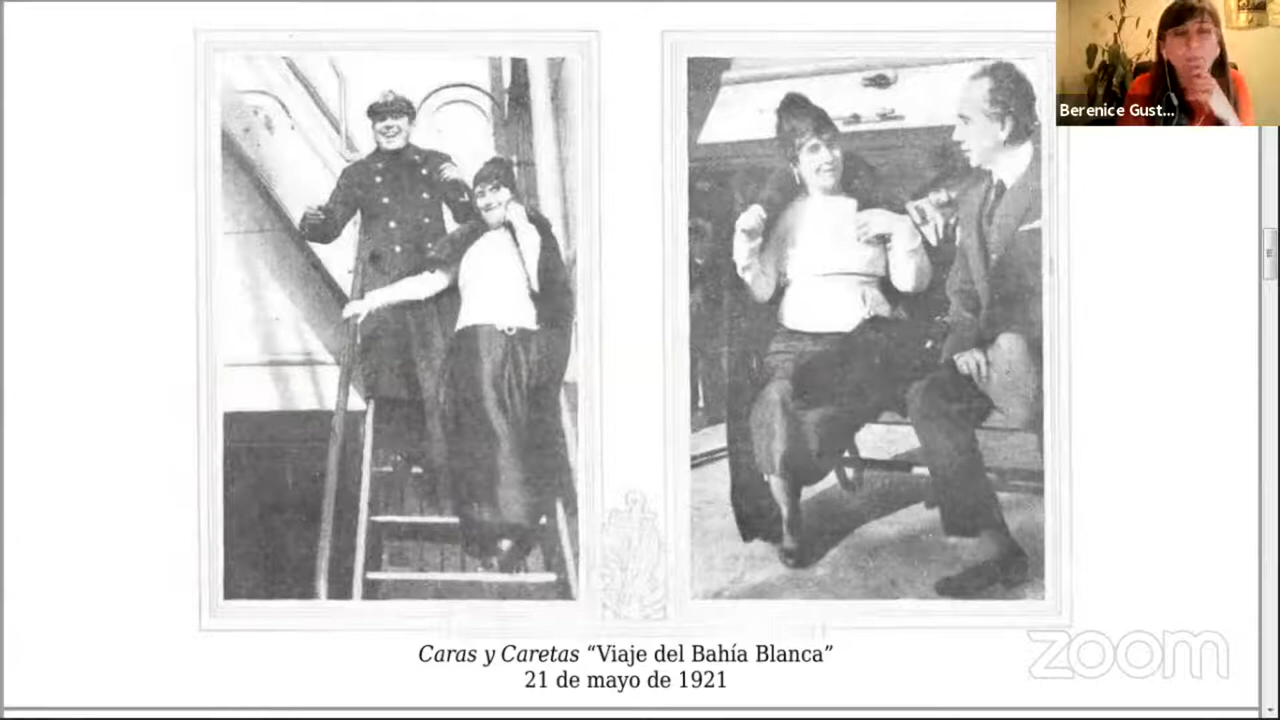 Berenice Gust...
Caras y Caretas “Viaje del Bahía Blanca”
21 de mayo de 1921
zoom